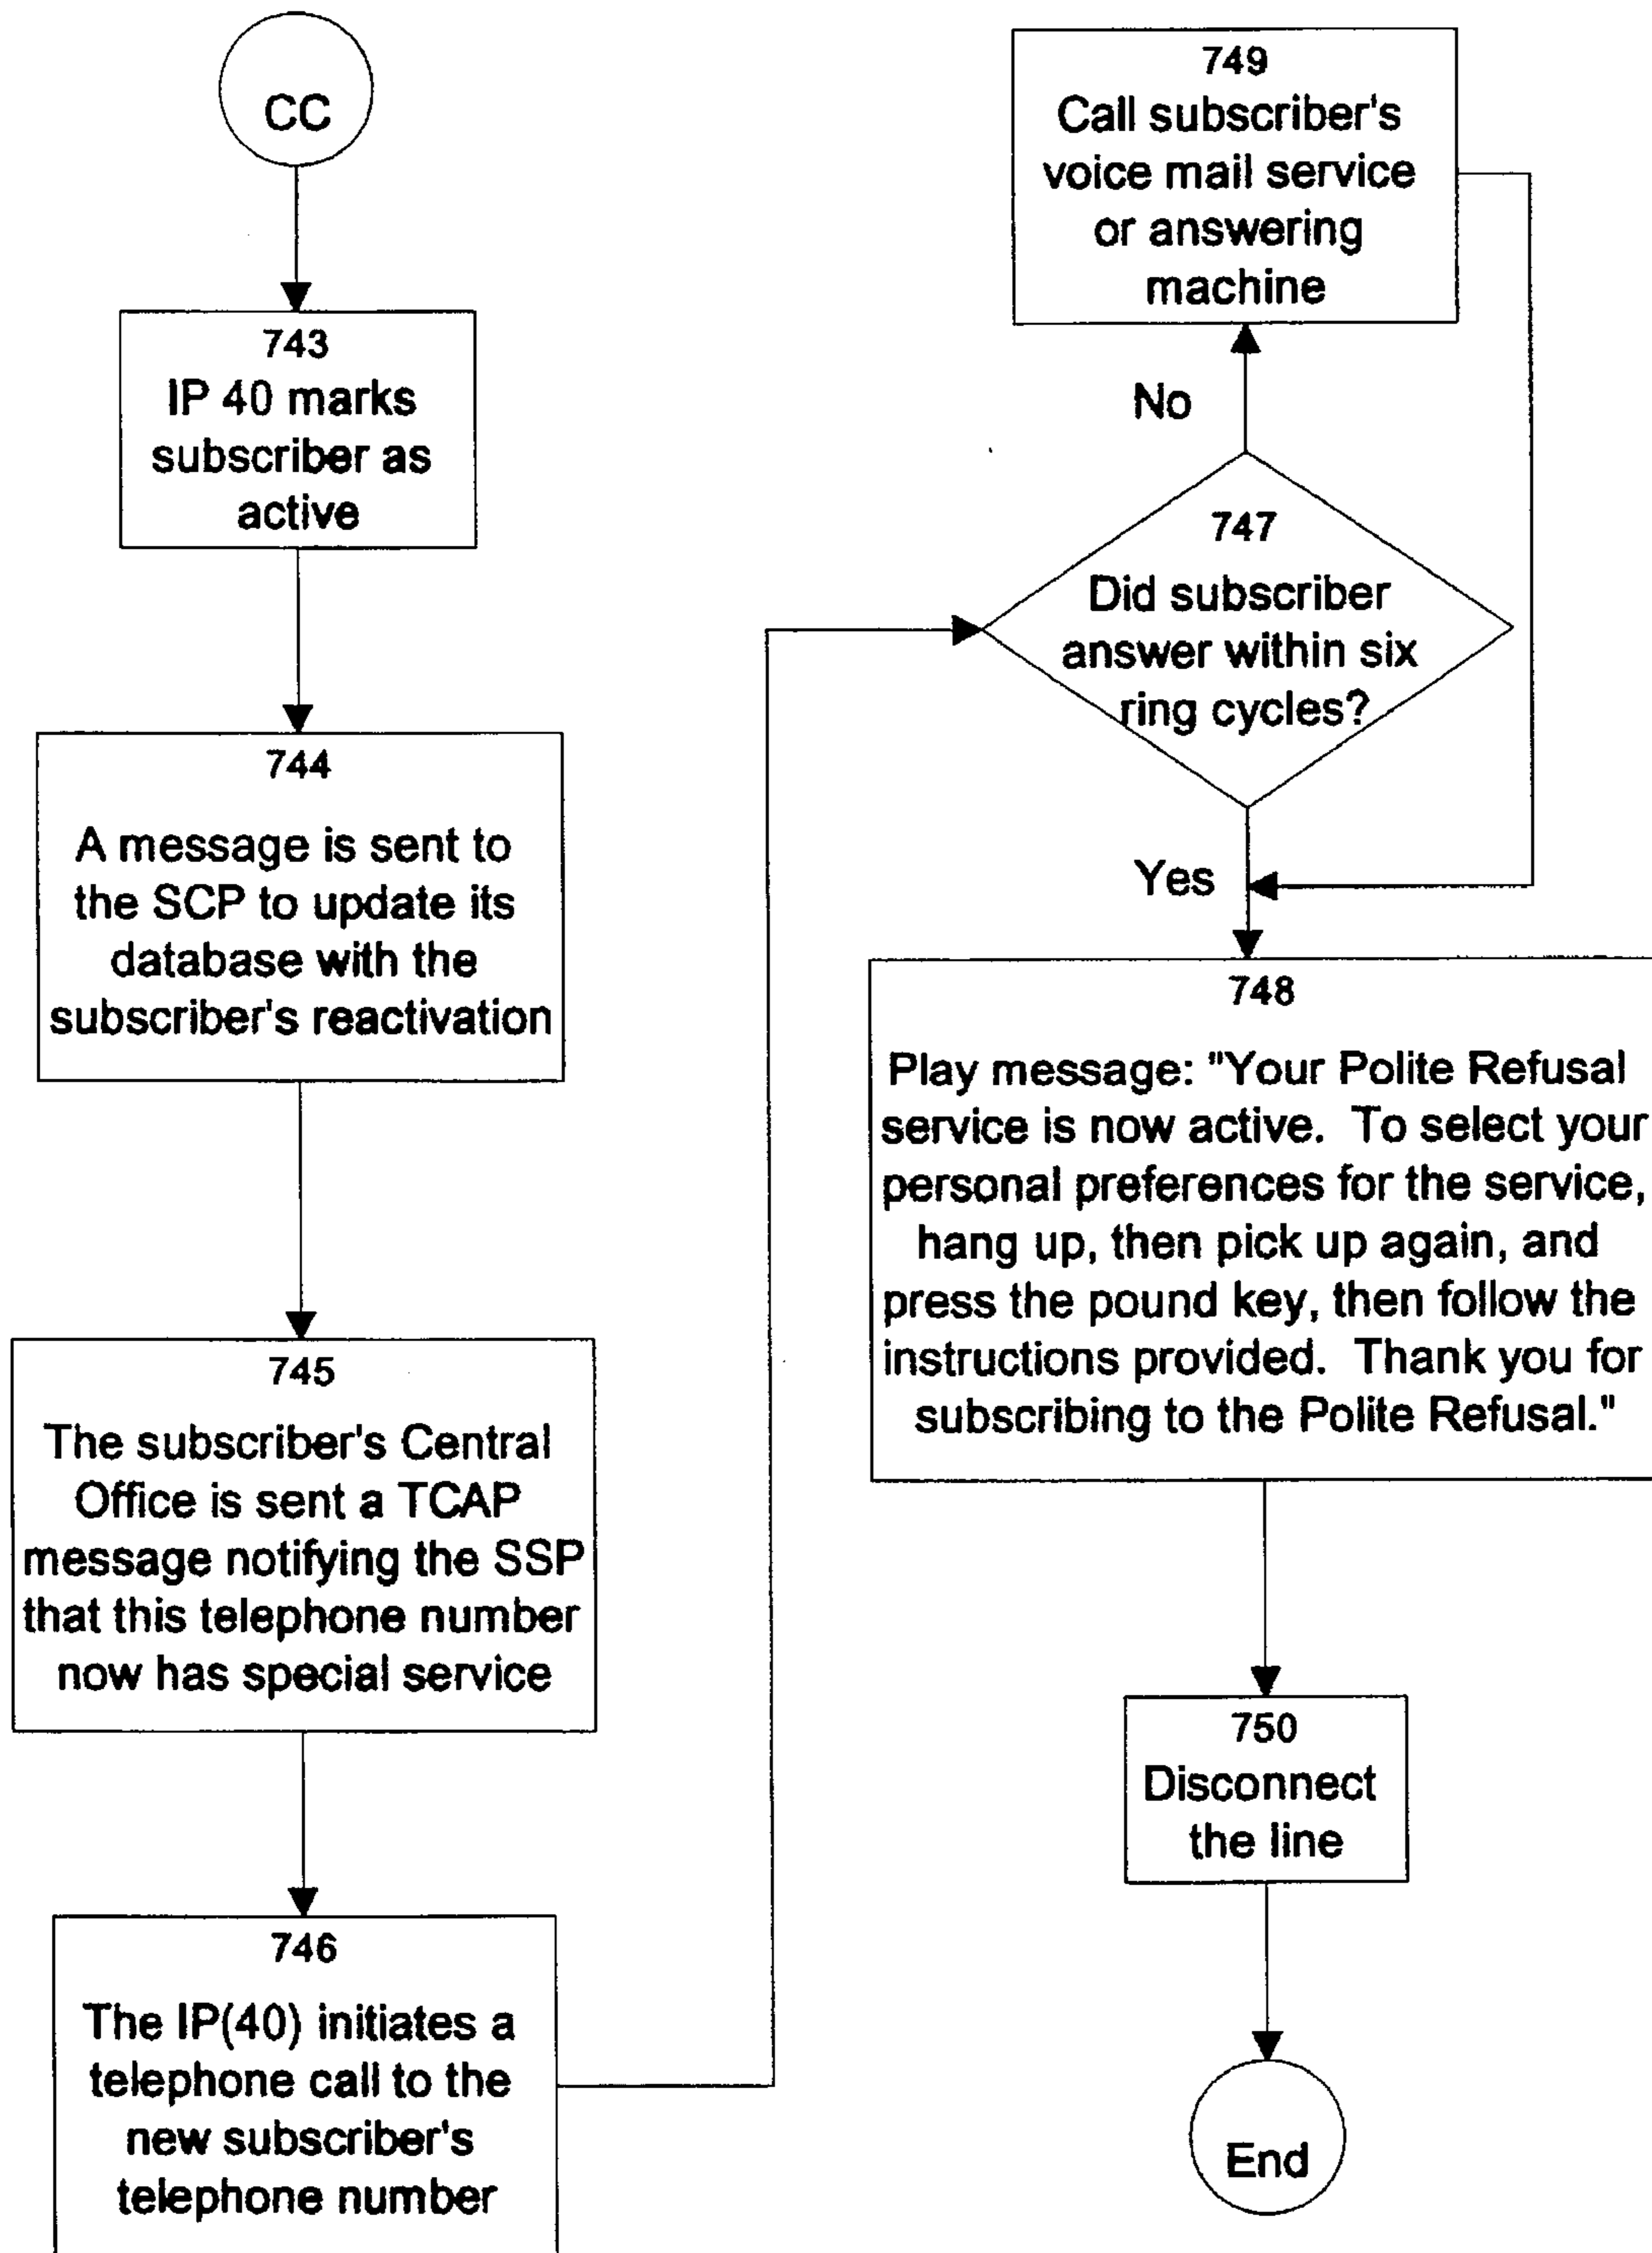 CC
743
IP 40 marks
subscriber as
active
744
A message is sent to
the SCP to update its
database with the
subscriber's reactivation
745
The subscriber's Central
Office is sent a TCAP
message notifying the SSP
that this telephone number
now has special service
746
The IP(40) initiates a
telephone call to the
new subscriber's
telephone number
749
Call subscriber's
voice mail service
or answering
machine
No
747
Did subscriber
answer within six
ring cycles?
Yes
748
Play message: "Your Polite Refusal
service is now active. To select your
personal preferences for the service,
hang up, then pick up again, and
press the pound key, then follow the
instructions provided. Thank you for
subscribing to the Polite Refusal."
750
Disconnect
the line
End